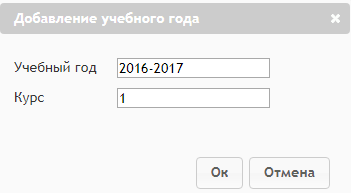 Добавление учебного года
Учебный год 2016-2017
Курс 1
Ок Отмена